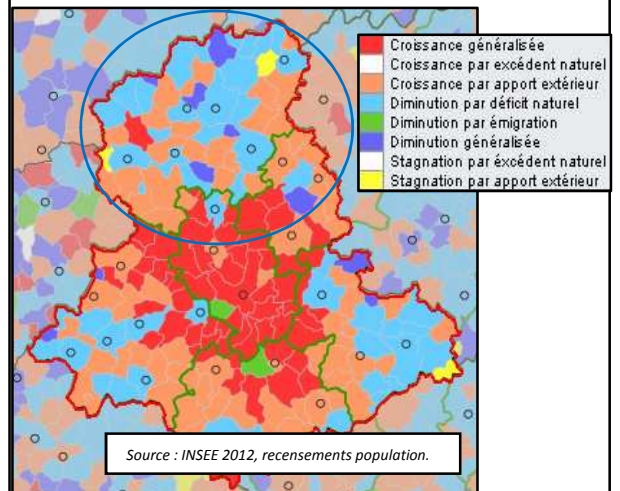 Croissance généralisée
Croissance par excédent naturel
Croissance par apport extérieur
Diminution par déficit naturel
Diminution par émigration
Diminution généralisée
Stagnation par éxcédent naturel
Stagnation par apport extérieur
Source : INSEE 2012, recensements population.